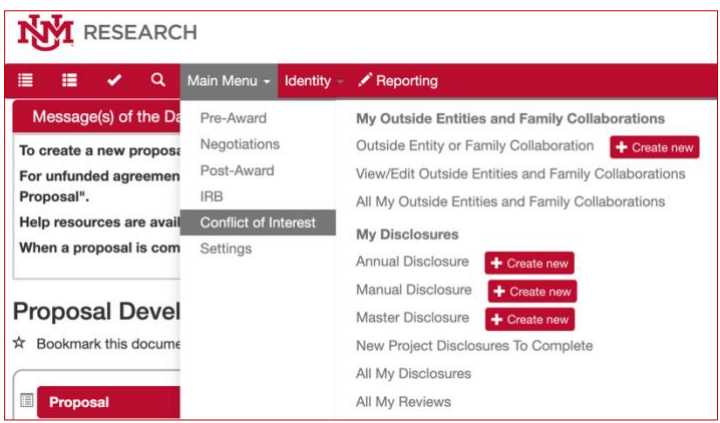 NM RESEARCH
Main Menu Identity Reporting
Message(s) of the Da
To create a new proposa
For unfunded agreemen
Proposal".
Help resources are avail
When a proposal is com
Proposal Devel
Bookmark this docume
Proposal
Pre-Award
Negotiations
Post-Award
IRB
Conflict of Interest
Settings
My Outside Entities and Family Collaborations
Outside Entity or Family Collaboration + Create new
View/Edit Outside Entities and Family Collaborations
All My Outside Entities and Family Collaborations
My Disclosures
Annual Disclosure + Create new
Manual Disclosure + Create new
Master Disclosure + Create new
New Project Disclosures To Complete
All My Disclosures
All My Reviews